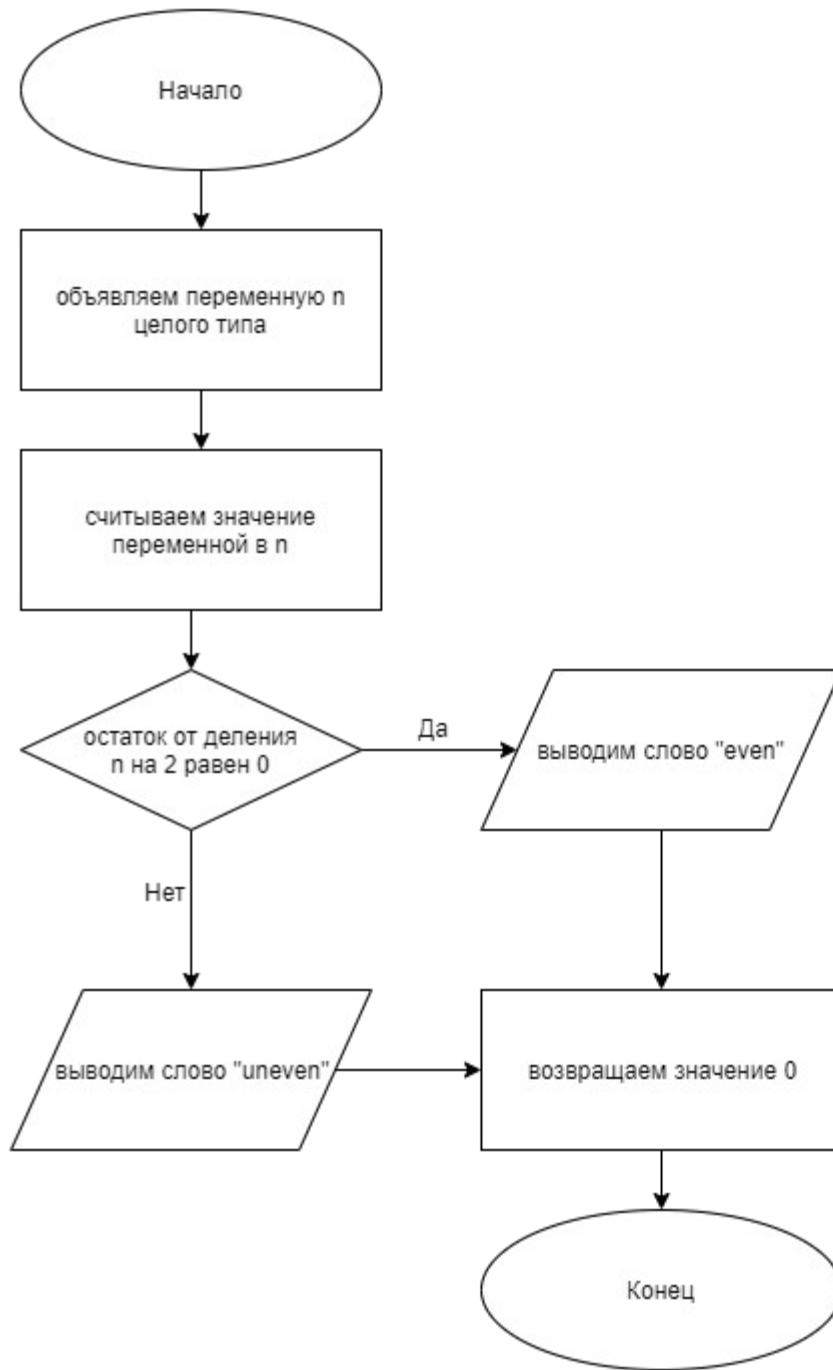 Начало
объявляем переменную n
целого типа
считываем значение
переменной в n
остаток от деления
n на 2 равен 0
Да
выводим слово "even"
Нет
выводим слово "uneven"
возвращаем значение 0
Конец